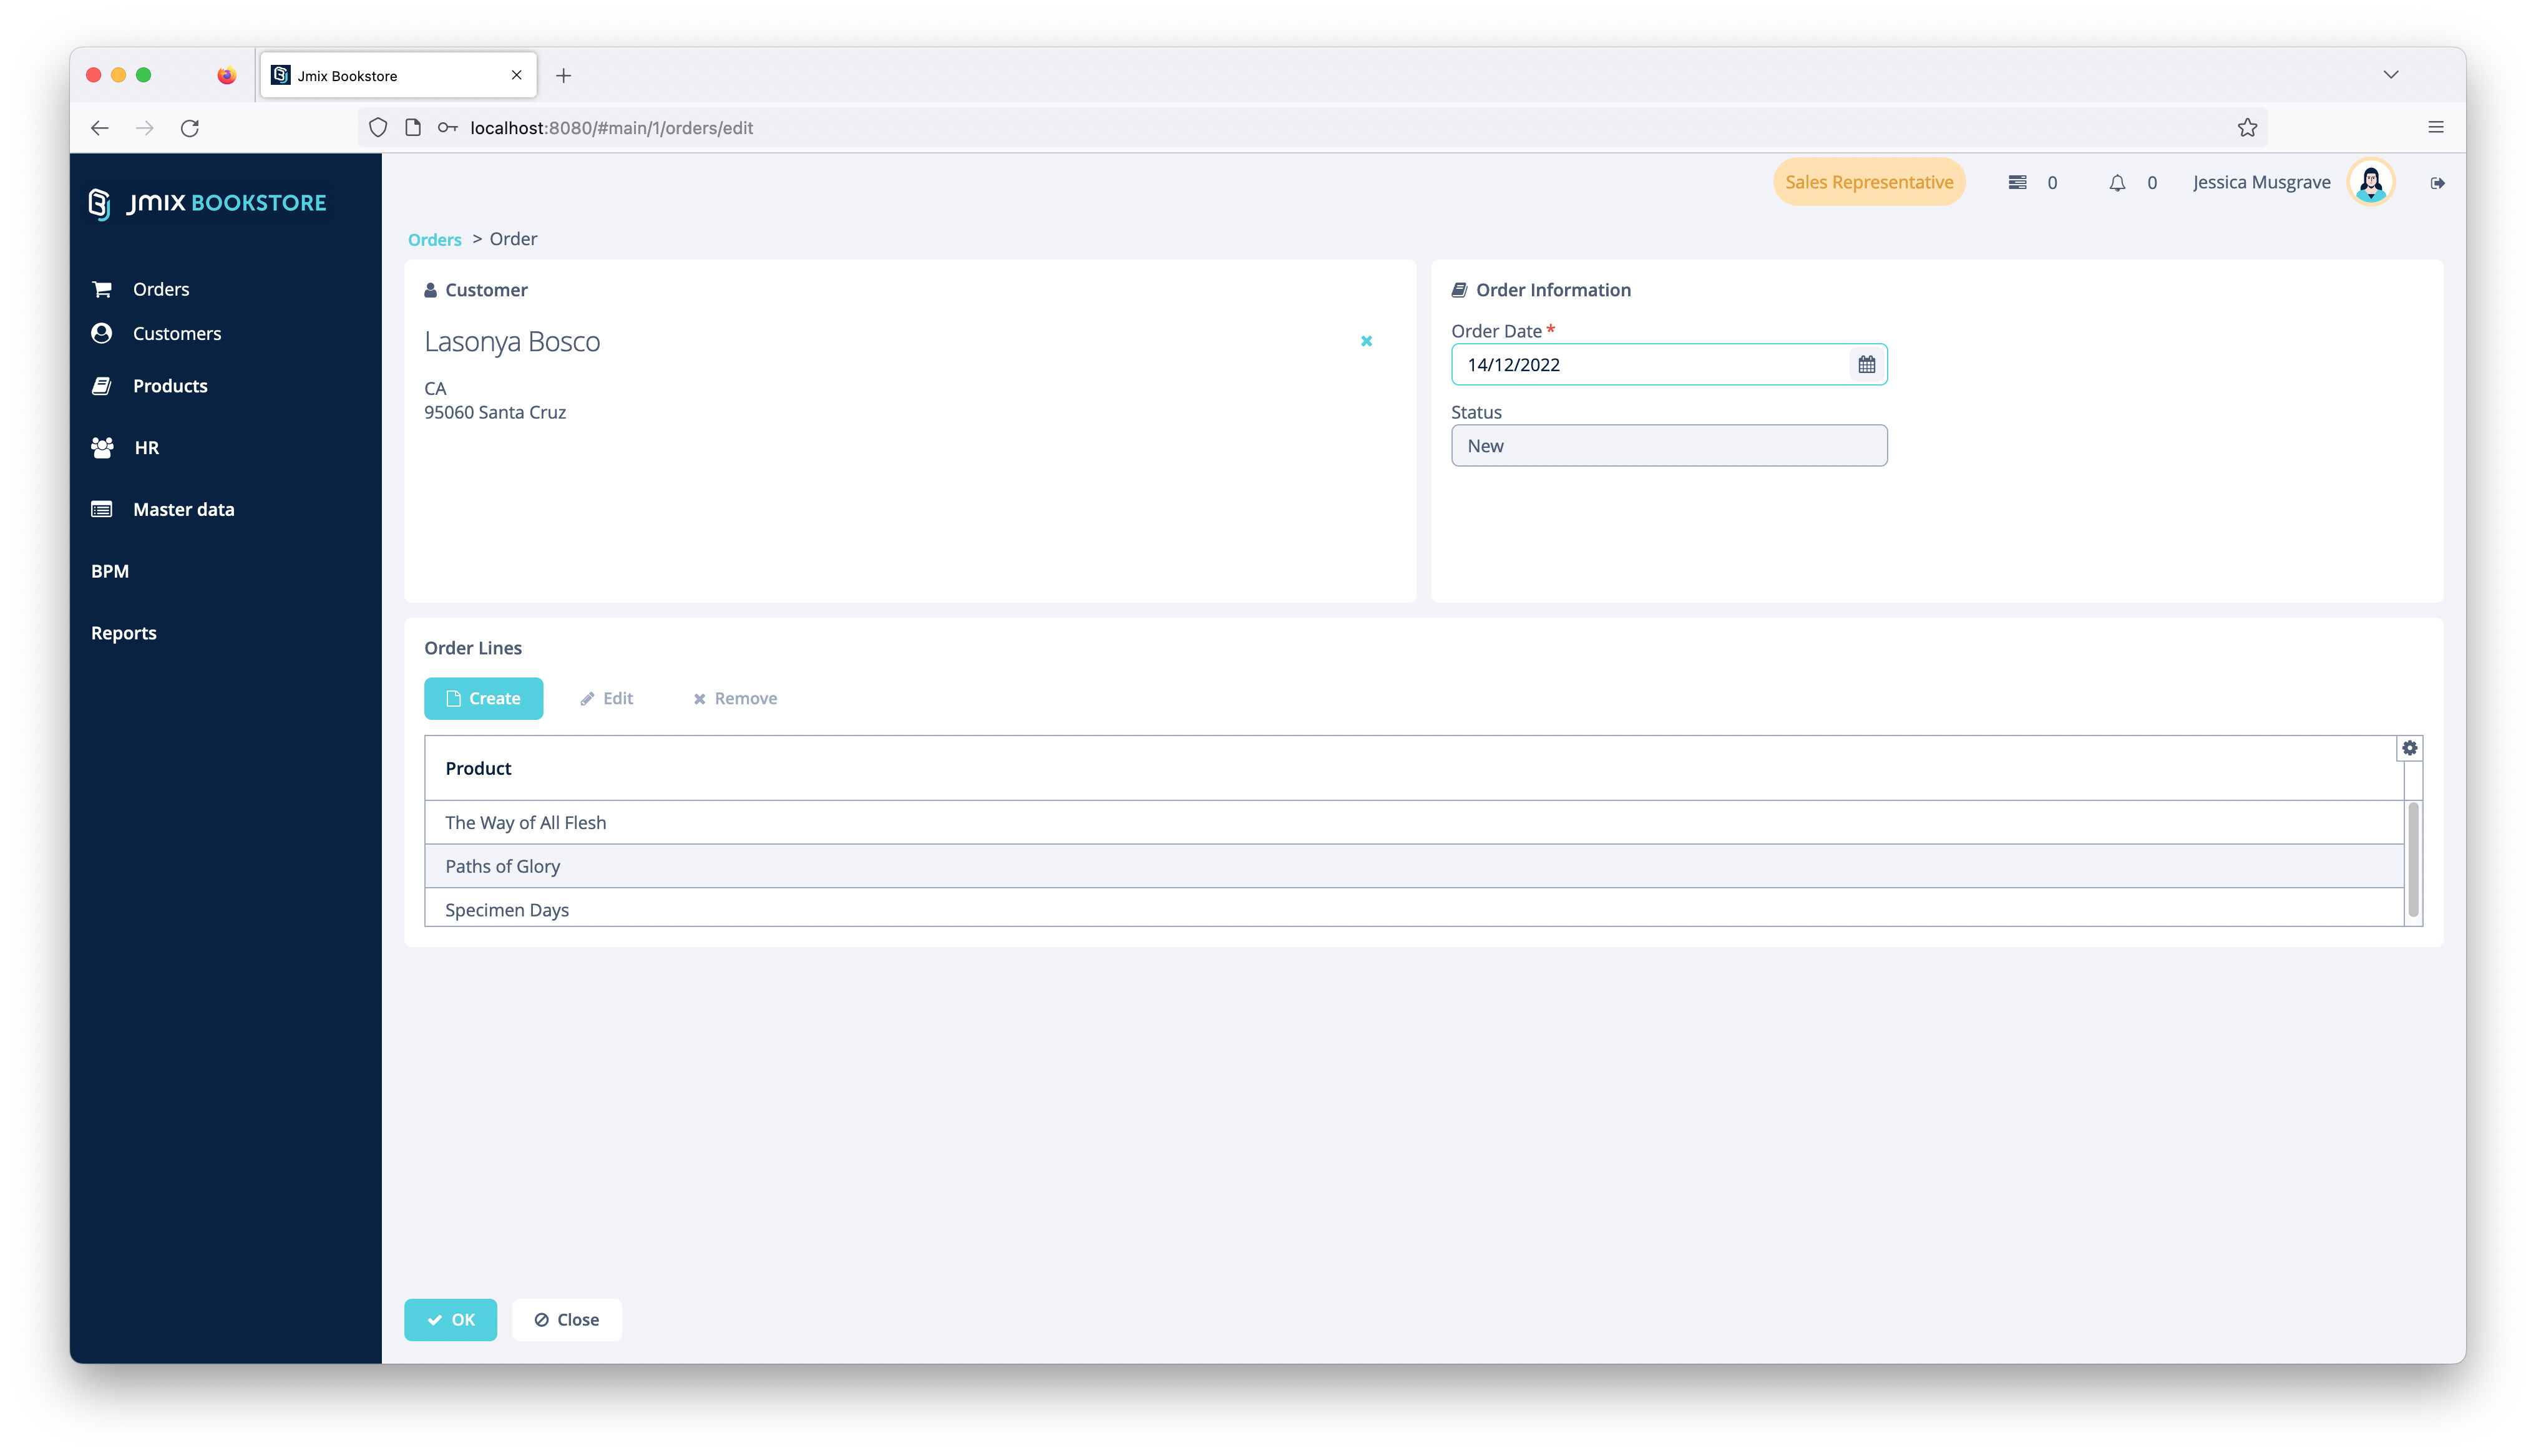 Jmix Bookstore
localhost:8080/#main/1/orders/edit
JMIX BOOKSTORE
Sales Representative
0
0
Jessica Musgrave
Orders > Order
Orders
Customers
Products
HR
Master data
BPM
Reports
Customer
Lasonya Bosco
CA
95060 Santa Cruz
Order Information
Order Date *
14/12/2022
Status
New
Order Lines
Create
Edit
Remove
Product
The Way of All Flesh
Paths of Glory
Specimen Days
OK
Close